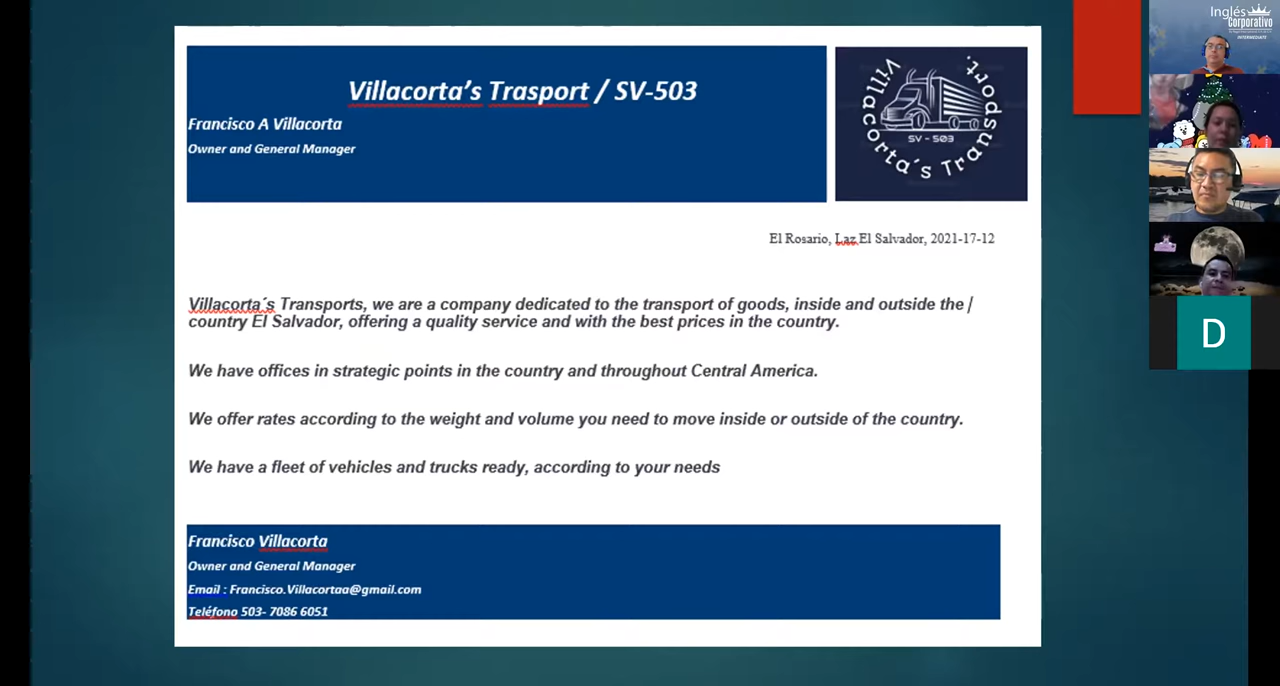 Inglés
Corporativo
INTERMEDIATE
Villacorta's Trasport / SV-503
Francisco A Villacorta
Owner and General Manager
Villacorta´s Transport.
SV - 503
El Rosario, Laz El Salvador, 2021-17-12
Villacorta´s Transports, we are a company dedicated to the transport of goods, inside and outside the /
country El Salvador, offering a quality service and with the best prices in the country.
We have offices in strategic points in the country and throughout Central America.
We offer rates according to the weight and volume you need to move inside or outside of the country.
We have a fleet of vehicles and trucks ready, according to your needs
Francisco Villacorta
Owner and General Manager
Email : Francisco.Villacortaa@gmail.com
Teléfono 503- 7086 6051
D